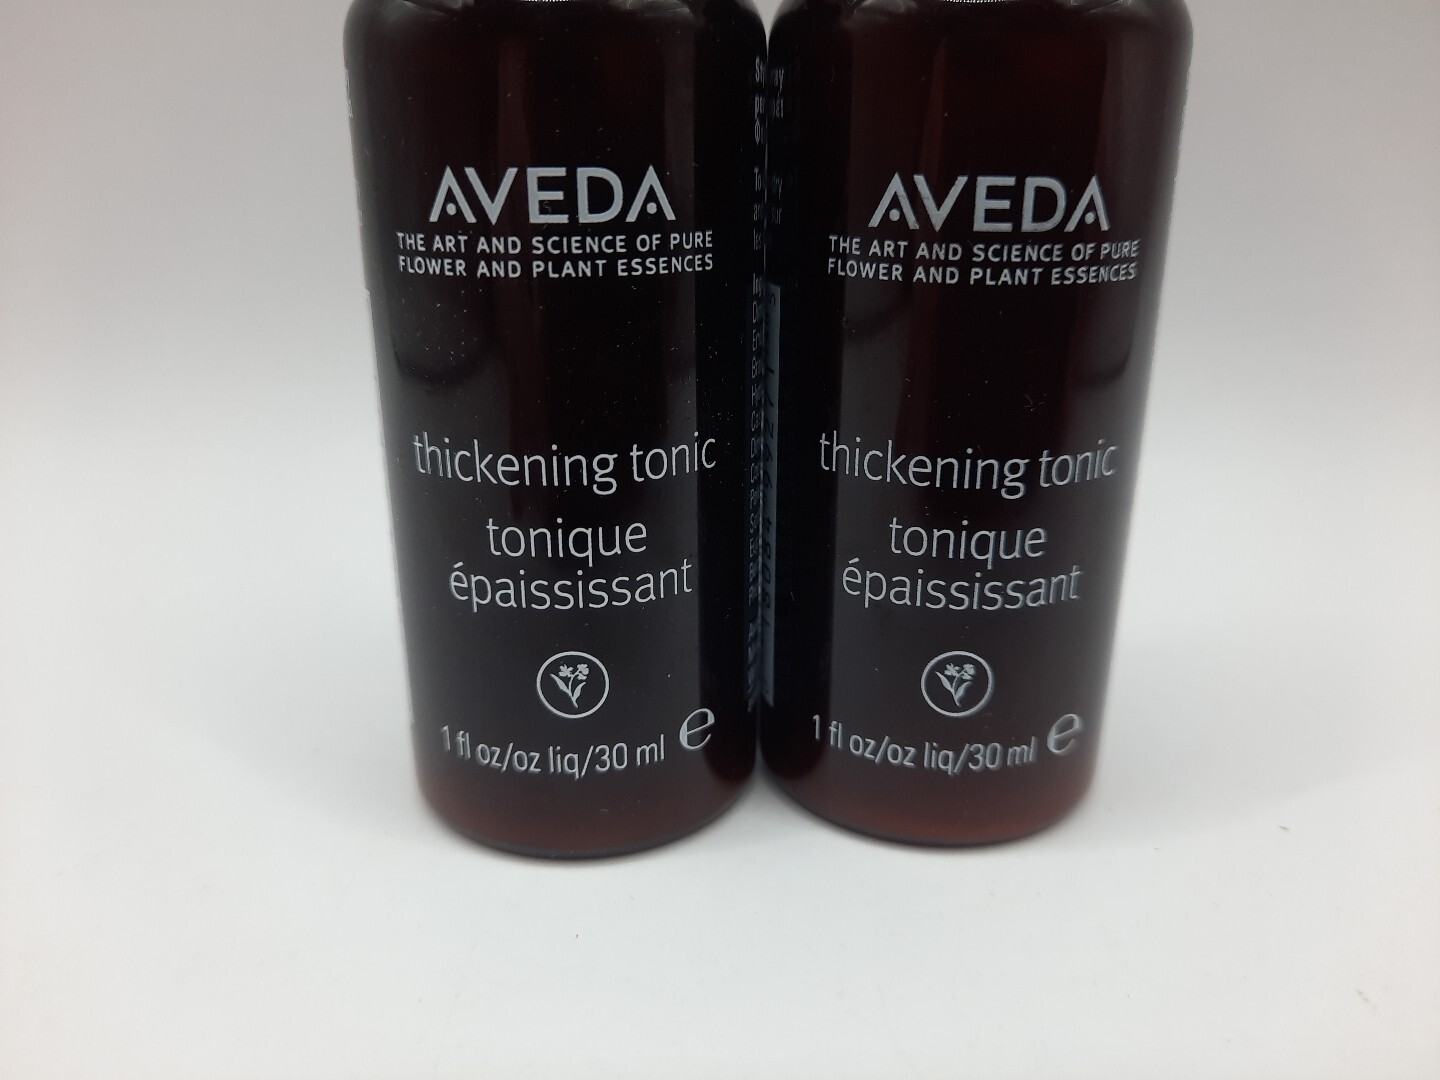 AVEDA
THE ART AND SCIENCE OF PURE
FLOWER AND PLANT ESSENCES
thickening tonic
tonique
épaississant
1 fl oz/oz liq/30 ml e
AVEDA
THE ART AND SCIENCE OF PURE
FLOWER AND PLANT ESSENCES
thickening tonic
tonique
épaississant
1 fl oz/oz liq/30 ml e